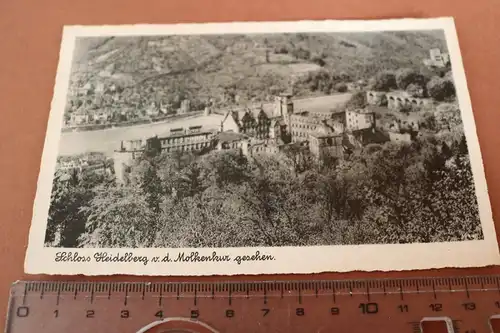 Schloss Heidelberg v. d. Molkenkur gesehen.
0 1 2 3 4 5 6 7 8 9 10 11 12 13